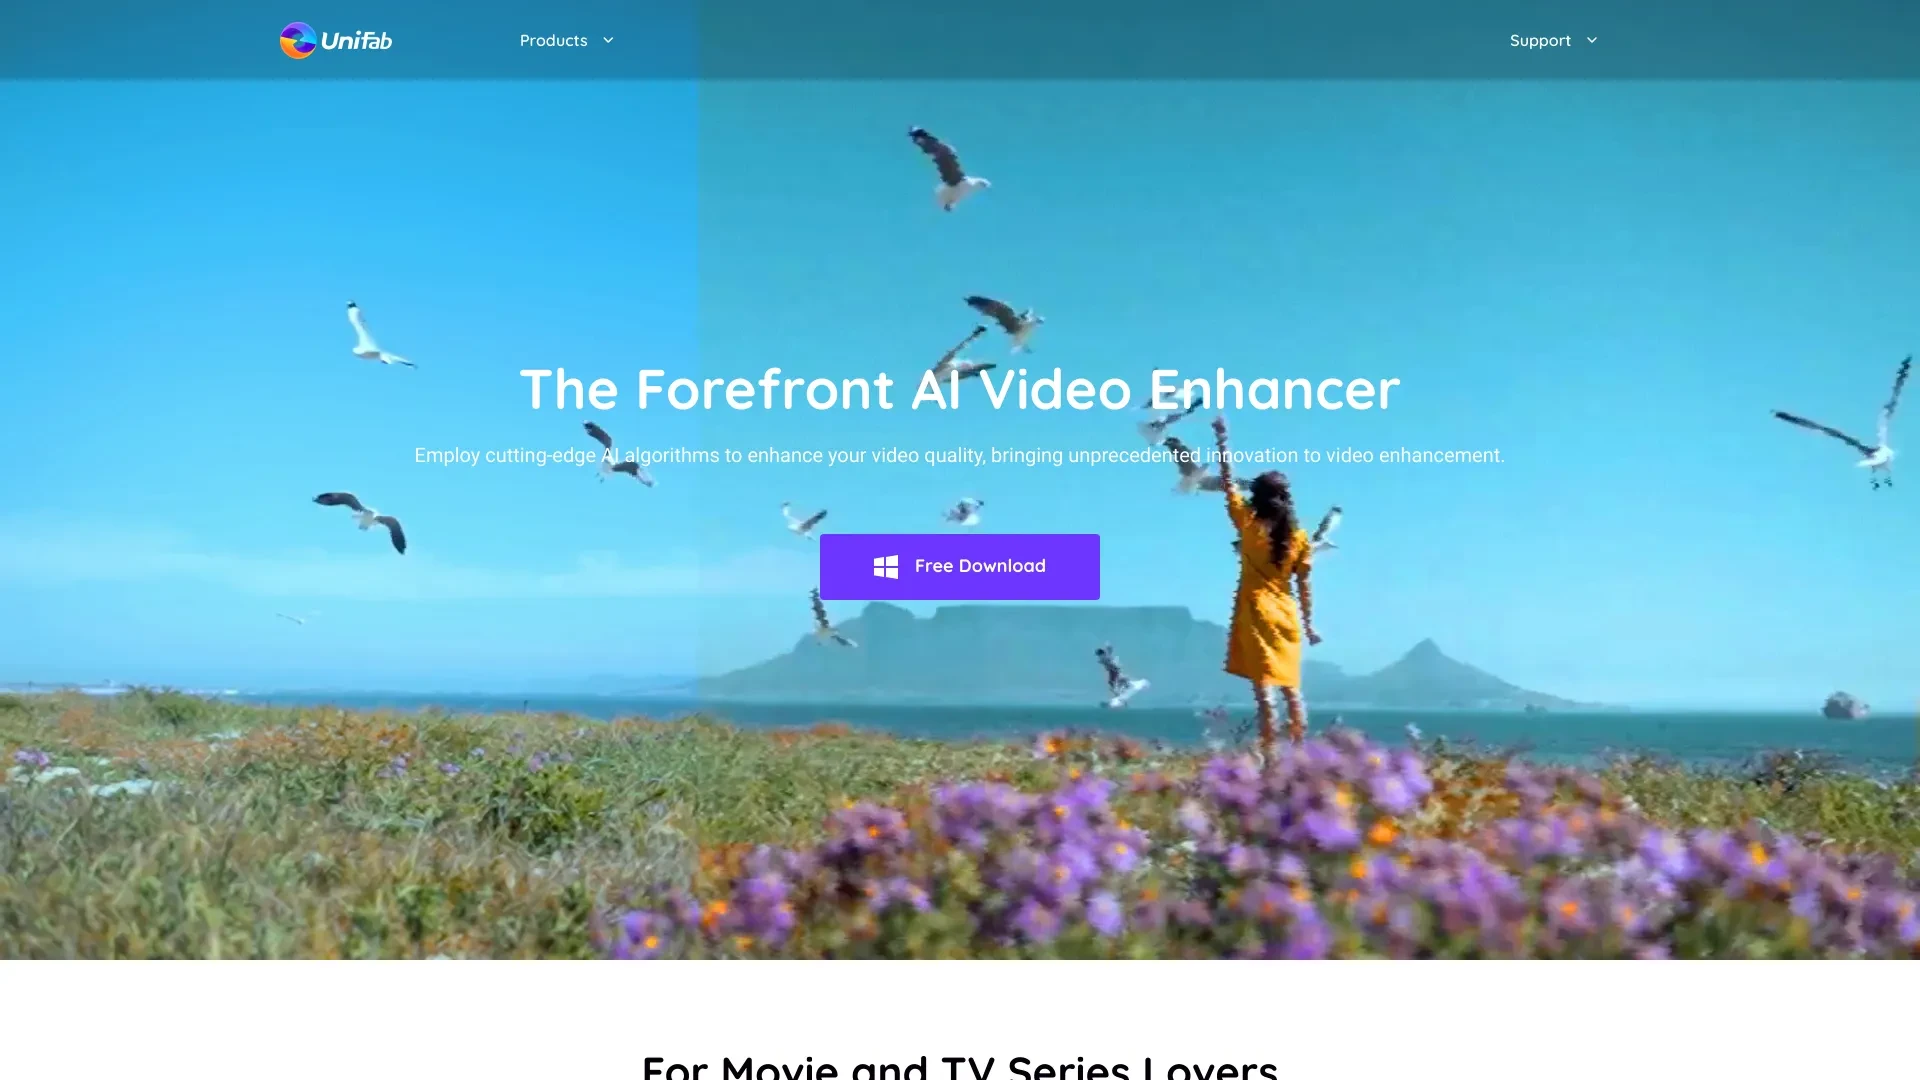 UniFab
Products
Support
The Forefront AI Video Enhancer
Employ cutting-edge AI algorithms to enhance your video quality, bringing unprecedented innovation to video enhancement.
Free Download
For Movie and TV Series Lovers